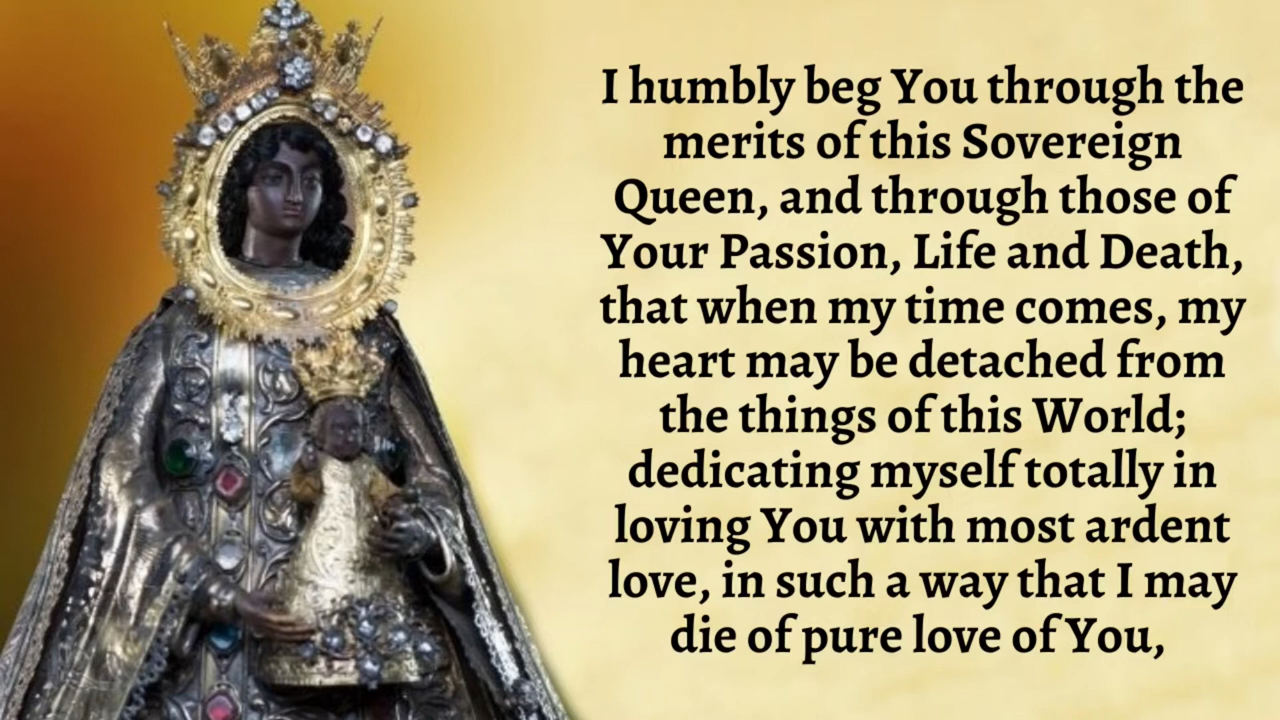 I humbly beg You through the
merits of this Sovereign
Queen, and through those of
Your Passion, Life and Death,
that when my time comes, my
heart may be detached from
the things of this World;
dedicating myself totally in
loving You with most ardent
love, in such a way that I may
die of pure love of You,